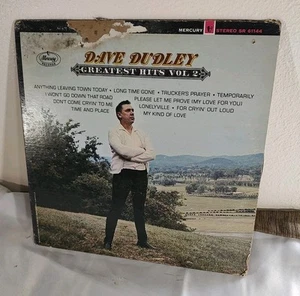 MERCURY STEREO SR 61144
Mercury
DAVE DUDLEY
GREATEST HITS VOL 2
ANYTHING LEAVING TOWN TODAY • LONG TIME GONE • TRUCKER'S PRAYER • TEMPORARILY
I WON'T GO DOWN THAT ROAD PLEASE LET ME PROVE (MY LOVE FOR YOU)
DON'T COME CRYIN' TO ME LONELYVILLE • FOR CRYIN' OUT LOUD
TIME AND PLACE MY KIND OF LOVE